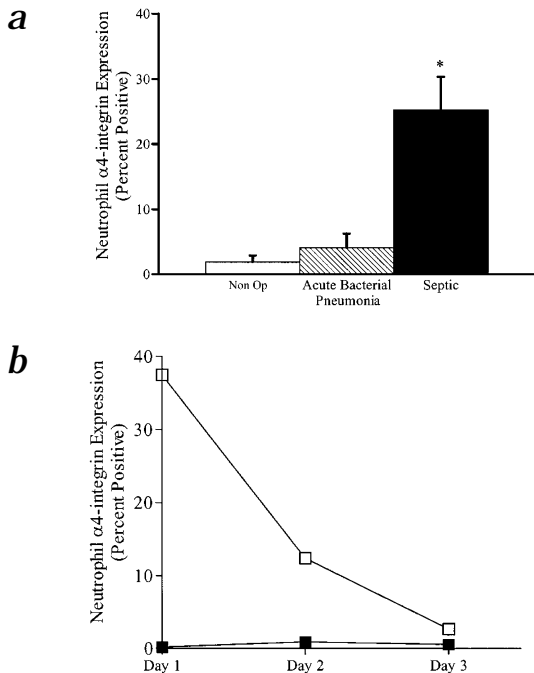 a
Neutrophil α4-integrin Expression
(Percent Positive)
40
30
20
10
0
*
Non Op
Acute Bacterial
Pneumonia
Septic
b
Neutrophil α4-integrin Expression
(Percent Positive)
40
30
20
10
0
Day 1
Day 2
Day 3